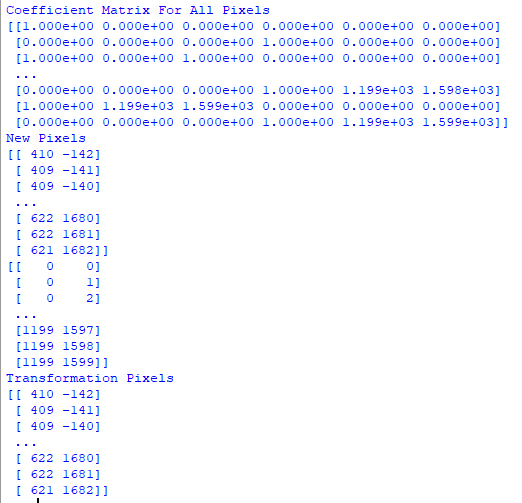 Coefficient Matrix For All Pixels
[[1.000e+00 0.000e+00 0.000e+00 0.000e+00 0.000e+00 0.000e+00]
 [0.000e+00 0.000e+00 0.000e+00 1.000e+00 0.000e+00 0.000e+00]
 [1.000e+00 0.000e+00 1.000e+00 0.000e+00 0.000e+00 0.000e+00]
 ...
 [0.000e+00 0.000e+00 0.000e+00 1.000e+00 1.199e+03 1.598e+03]
 [1.000e+00 1.199e+03 1.599e+03 0.000e+00 0.000e+00 0.000e+00]
 [0.000e+00 0.000e+00 0.000e+00 1.000e+00 1.199e+03 1.599e+03]]
New Pixels
[[ 410 -142]
 [ 409 -141]
 [ 409 -140]
 ...
 [ 622 1680]
 [ 622 1681]
 [ 621 1682]]
[[   0    0]
 [   0    1]
 [   0    2]
 ...
 [1199 1597]
 [1199 1598]
 [1199 1599]]
Transformation Pixels
[[ 410 -142]
 [ 409 -141]
 [ 409 -140]
 ...
 [ 622 1680]
 [ 622 1681]
 [ 621 1682]]